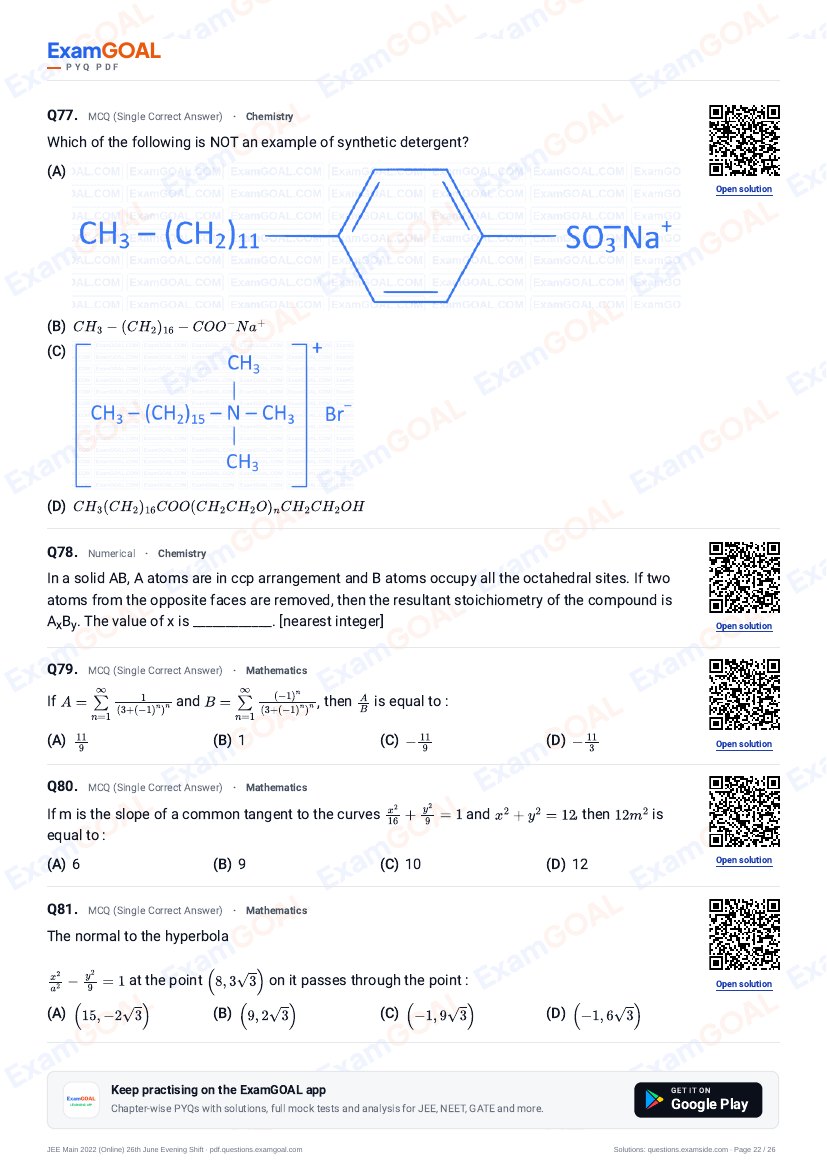 ExamGOAL
PYQ PDF
Q77. MCQ (Single Correct Answer) · Chemistry
Which of the following is NOT an example of synthetic detergent?
Open solution
(A) CH₃ – (CH₂)₁₁ SO₃⁻Na⁺
(B) CH₃ − (CH₂)₁₆ − COO⁻Na⁺
(C) CH₃ +
CH₃ – (CH₂)₁₅ – N – CH₃ Br⁻
CH₃
(D) CH₃(CH₂)₁₆COO(CH₂CH₂O)ₙCH₂CH₂OH
Q78. Numerical · Chemistry
In a solid AB, A atoms are in ccp arrangement and B atoms occupy all the octahedral sites. If two
atoms from the opposite faces are removed, then the resultant stoichiometry of the compound is
AₓBᵧ. The value of x is ____________. [nearest integer]
Open solution
Q79. MCQ (Single Correct Answer) · Mathematics
If A = ∑_{n=1}^{∞} 1/(3+(−1)ⁿ)ⁿ and B = ∑_{n=1}^{∞} (−1)ⁿ/(3+(−1)ⁿ)ⁿ, then A/B is equal to :
(A) 11/9 (B) 1 (C) −11/9 (D) −11/3
Open solution
Q80. MCQ (Single Correct Answer) · Mathematics
If m is the slope of a common tangent to the curves x²/16 + y²/9 = 1 and x² + y² = 12, then 12m² is
equal to :
(A) 6 (B) 9 (C) 10 (D) 12
Open solution
Q81. MCQ (Single Correct Answer) · Mathematics
The normal to the hyperbola
x²/a² − y²/9 = 1 at the point (8, 3√3) on it passes through the point :
Open solution
(A) (15, −2√3) (B) (9, 2√3) (C) (−1, 9√3) (D) (−1, 6√3)
Keep practising on the ExamGOAL app
Chapter-wise PYQs with solutions, full mock tests and analysis for JEE, NEET, GATE and more.
GET IT ON
Google Play
JEE Main 2022 (Online) 26th June Evening Shift · pdf.questions.examgoal.com
Solutions: questions.examside.com · Page 22 / 26